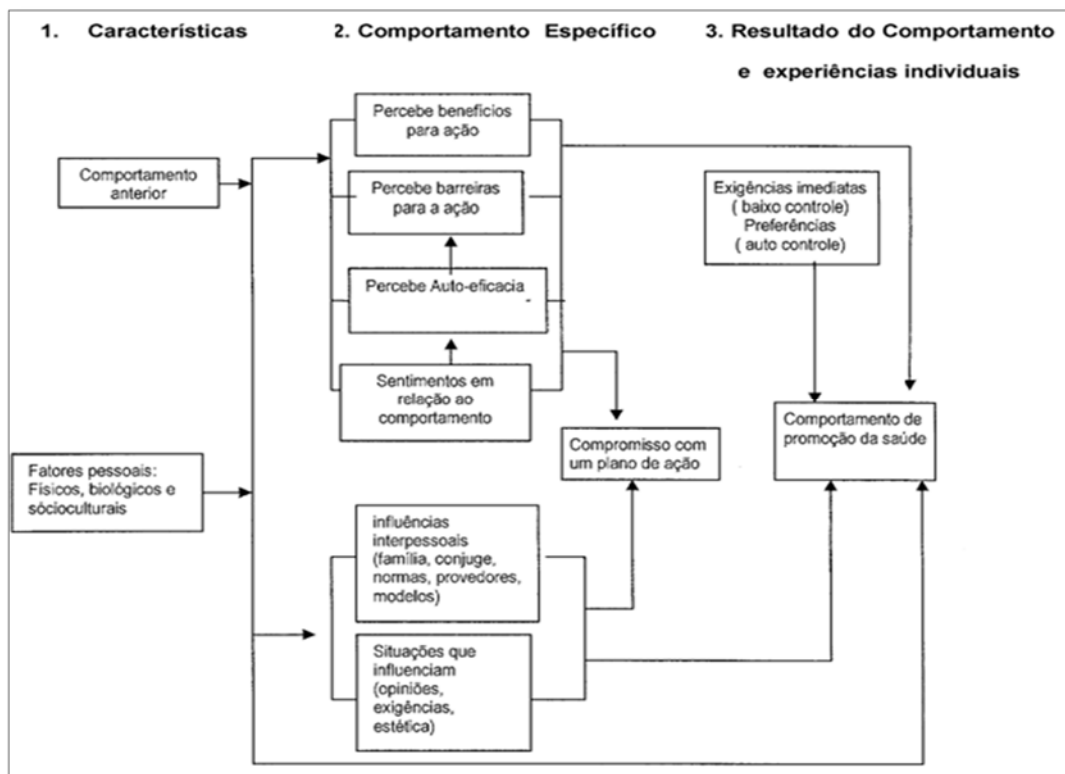 1. Características
2. Comportamento Específico
3. Resultado do Comportamento
e experiências individuais
Comportamento
anterior
Fatores pessoais:
Físicos, biológicos e
sócioculturais
Percebe benefícios
para ação
Percebe barreiras
para a ação
Percebe Auto-eficacia
Sentimentos em
relação ao
comportamento
influências
interpessoais
(família, conjuge,
normas, provedores,
modelos)
Situações que
influenciam
(opiniões,
exigências,
estética)
Compromisso com
um plano de ação
Exigências imediatas
( baixo controle)
Preferências
( auto controle)
Comportamento de
promoção da saúde